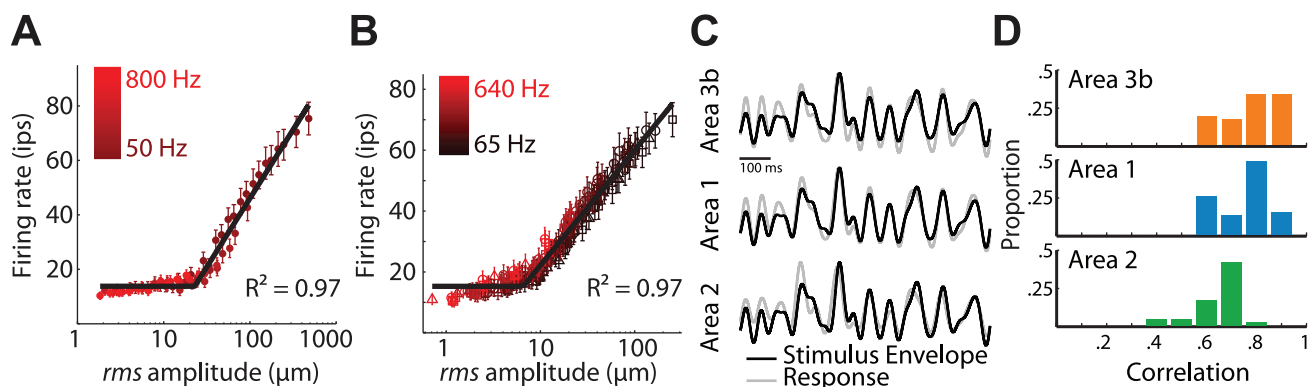 A
800 Hz
50 Hz
Firing rate (ips)
80
60
40
20
R² = 0.97
1 10 100 1000
rms amplitude (µm)
B
640 Hz
65 Hz
Firing rate (ips)
80
60
40
20
R² = 0.97
1 10 100
rms amplitude (µm)
C
Area 3b
100 ms
Area 1
Area 2
Stimulus Envelope
Response
D
Proportion
.5
.25
Area 3b
.5
.25
Area 1
.5
.25
Area 2
.2 .4 .6 .8 1
Correlation